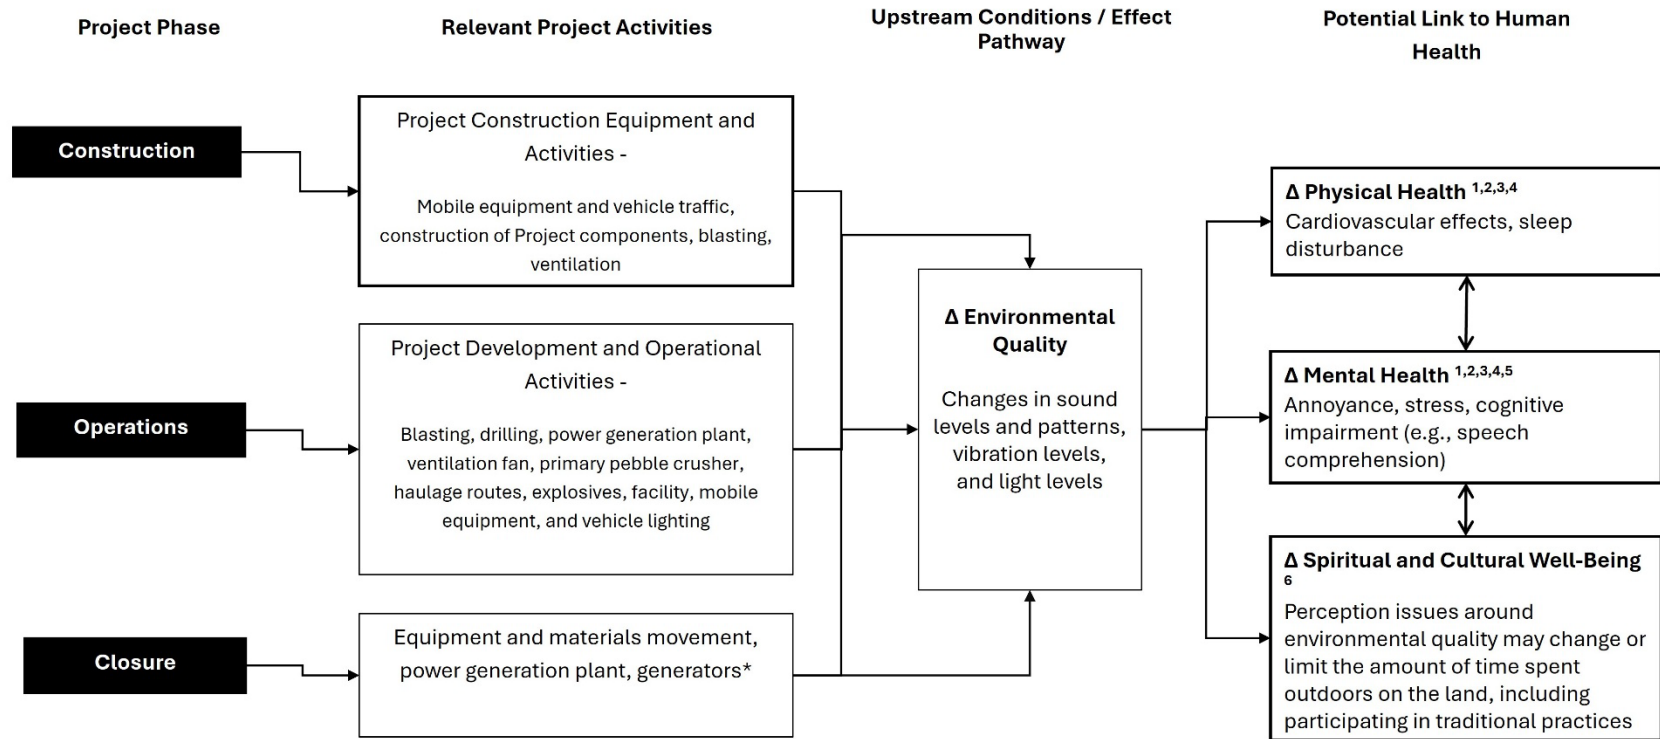 Project Phase
Relevant Project Activities
Upstream Conditions / Effect
Pathway
Potential Link to Human
Health
Construction
Project Construction Equipment and
Activities -
Mobile equipment and vehicle traffic,
construction of Project components, blasting,
ventilation
Operations
Project Development and Operational
Activities -
Blasting, drilling, power generation plant,
ventilation fan, primary pebble crusher,
haulage routes, explosives, facility, mobile
equipment, and vehicle lighting
Closure
Equipment and materials movement,
power generation plant, generators*
Δ Environmental
Quality
Changes in sound
levels and patterns,
vibration levels,
and light levels
Δ Physical Health 1,2,3,4
Cardiovascular effects, sleep
disturbance
Δ Mental Health 1,2,3,4,5
Annoyance, stress, cognitive
impairment (e.g., speech
comprehension)
Δ Spiritual and Cultural Well-Being
6
Perception issues around
environmental quality may change or
limit the amount of time spent
outdoors on the land, including
participating in traditional practices